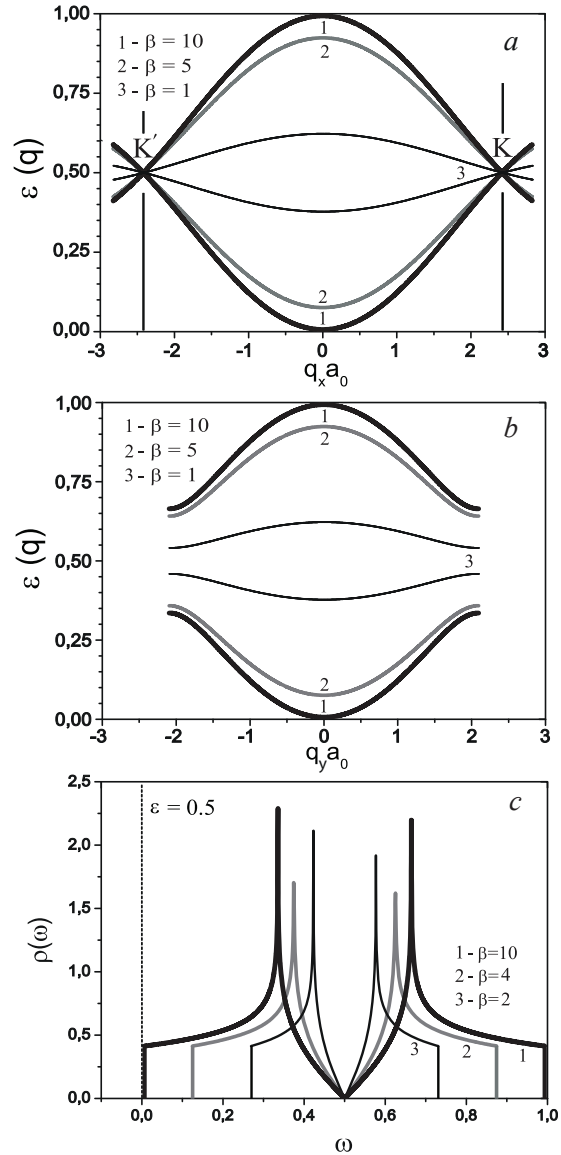 1,00
0,75
0,50
0,25
0,00
ε (q)
1 - β = 10
2 - β = 5
3 - β = 1
a
1
2
K′
K
3
2
1
-3
-2
-1
0
1
2
3
qₓa₀
1,00
0,75
0,50
0,25
0,00
ε (q)
1 - β = 10
2 - β = 5
3 - β = 1
b
1
2
3
2
1
-3
-2
-1
0
1
2
3
q_y a₀
2,5
2,0
1,5
1,0
0,5
0,0
ρ(ω)
ε = 0.5
c
1 - β=10
2 - β=4
3 - β=2
3
2
1
0,0
0,2
0,4
0,6
0,8
1,0
ω